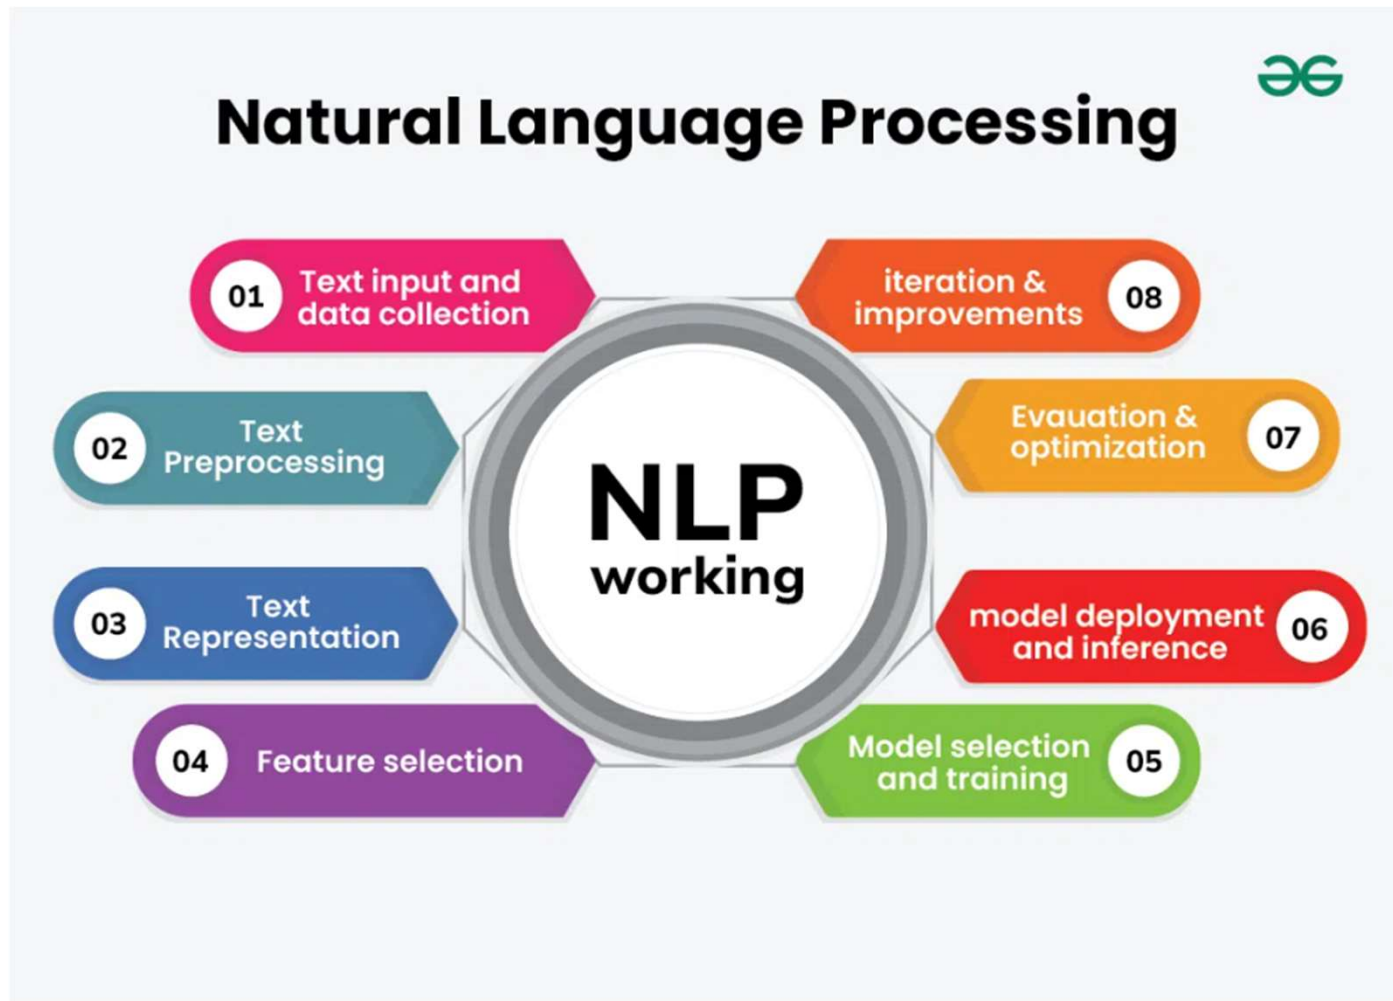 Natural Language Processing
01
Text input and
data collection
02
Text
Preprocessing
03
Text
Representation
04
Feature selection
NLP
working
iteration &
improvements
08
Evauation &
optimization
07
model deployment
and inference
06
Model selection
and training
05